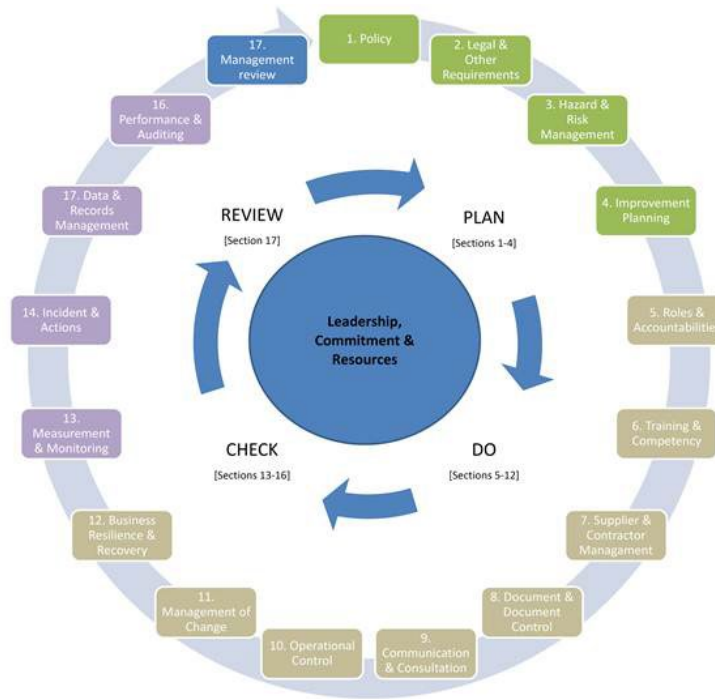 1. Policy
2. Legal &
Other
Requirements
3. Hazard &
Risk
Management
4. Improvement
Planning
5. Roles &
Accountabilities
6. Training &
Competency
7. Supplier &
Contractor
Managament
8. Document &
Document
Control
9.
Communication
& Consultation
10. Operational
Control
11.
Management of
Change
12. Business
Resilience &
Recovery
13.
Measurement
& Monitoring
14. Incident &
Actions
17. Data &
Records
Management
16.
Performance &
Auditing
17.
Management
review
PLAN
[Sections 1-4]
DO
[Sections 5-12]
CHECK
[Sections 13-16]
REVIEW
[Section 17]
Leadership,
Commitment &
Resources